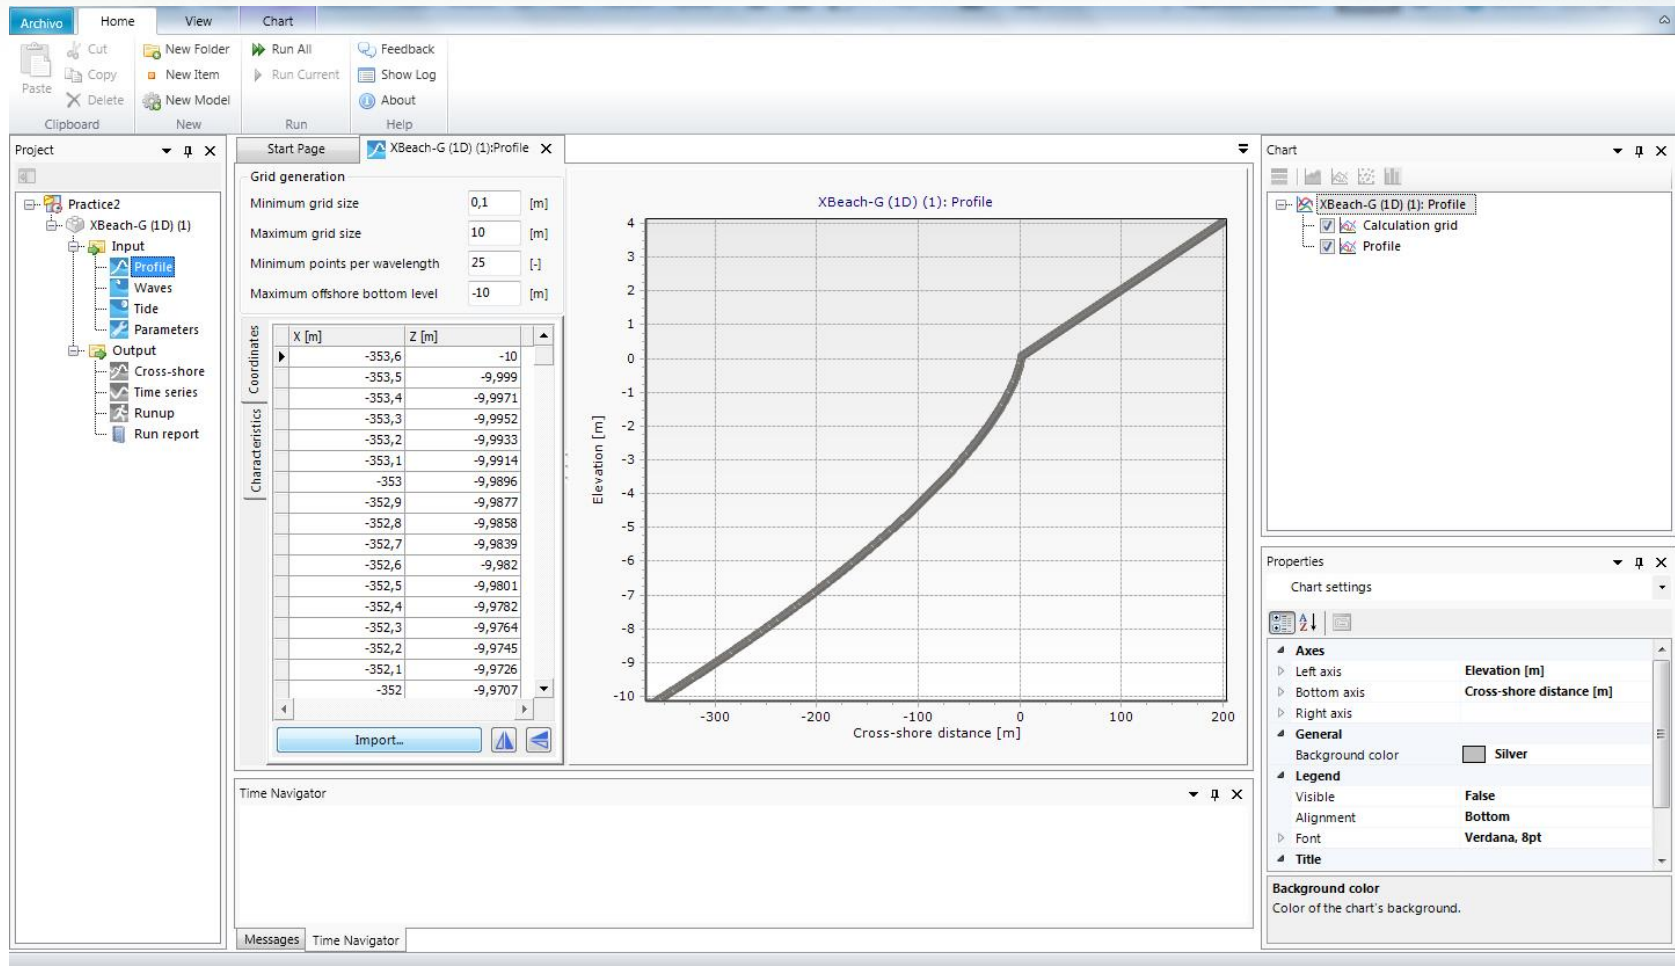 Archivo Home View Chart
Cut New Folder Run All Feedback
Copy New Item Run Current Show Log
Paste
Delete New Model About
Clipboard New Run Help
Project
Practice2
XBeach-G (1D) (1)
Input
Profile
Waves
Tide
Parameters
Output
Cross-shore
Time series
Runup
Run report
Start Page XBeach-G (1D) (1):Profile
Grid generation
Minimum grid size 0,1 [m]
Maximum grid size 10 [m]
Minimum points per wavelength 25 [-]
Maximum offshore bottom level -10 [m]
Coordinates
Characteristics
X [m] Z [m]
-353,6 -10
-353,5 -9,999
-353,4 -9,9971
-353,3 -9,9952
-353,2 -9,9933
-353,1 -9,9914
-353 -9,9896
-352,9 -9,9877
-352,8 -9,9858
-352,7 -9,9839
-352,6 -9,982
-352,5 -9,9801
-352,4 -9,9782
-352,3 -9,9764
-352,2 -9,9745
-352,1 -9,9726
-352 -9,9707
Import...
XBeach-G (1D) (1): Profile
4
3
2
1
0
-1
-2
-3
-4
-5
-6
-7
-8
-9
-10
Elevation [m]
-300 -200 -100 0 100 200
Cross-shore distance [m]
Time Navigator
Messages Time Navigator
Chart
XBeach-G (1D) (1): Profile
Calculation grid
Profile
Properties
Chart settings
Axes
Left axis Elevation [m]
Bottom axis Cross-shore distance [m]
Right axis
General
Background color Silver
Legend
Visible False
Alignment Bottom
Font Verdana, 8pt
Title
Background color
Color of the chart's background.